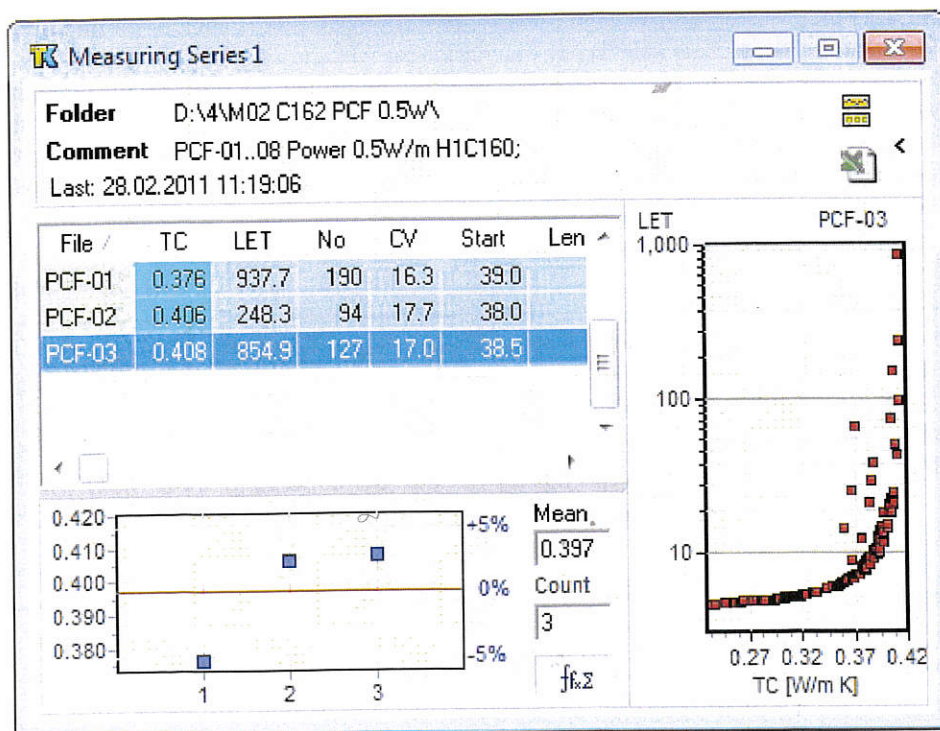 TK Measuring Series 1
Folder D:\4\M02 C162 PCF 0.5W\
Comment PCF-01..08 Power 0.5W/m H1C160;
Last: 28.02.2011 11:19:06
File / TC LET No CV Start Len
PCF-01 0.376 937.7 190 16.3 39.0
PCF-02 0.406 248.3 94 17.7 38.0
PCF-03 0.408 854.9 127 17.0 38.5
LET PCF-03
1,000
100
10
0.27 0.32 0.37 0.42
TC [W/m K]
0.420
0.410
0.400
0.390
0.380
+5%
0%
-5%
1 2 3
Mean
0.397
Count
3
ffxΣ